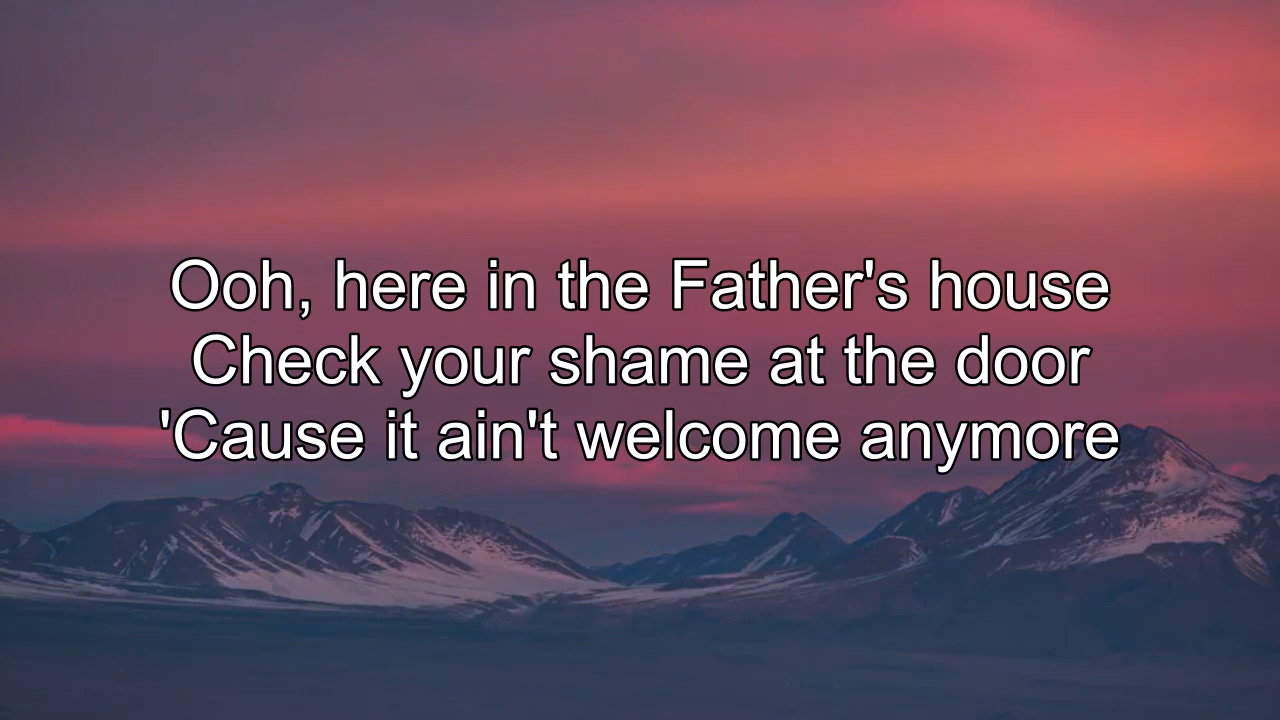 Ooh, here in the Father's house
Check your shame at the door
'Cause it ain't welcome anymore